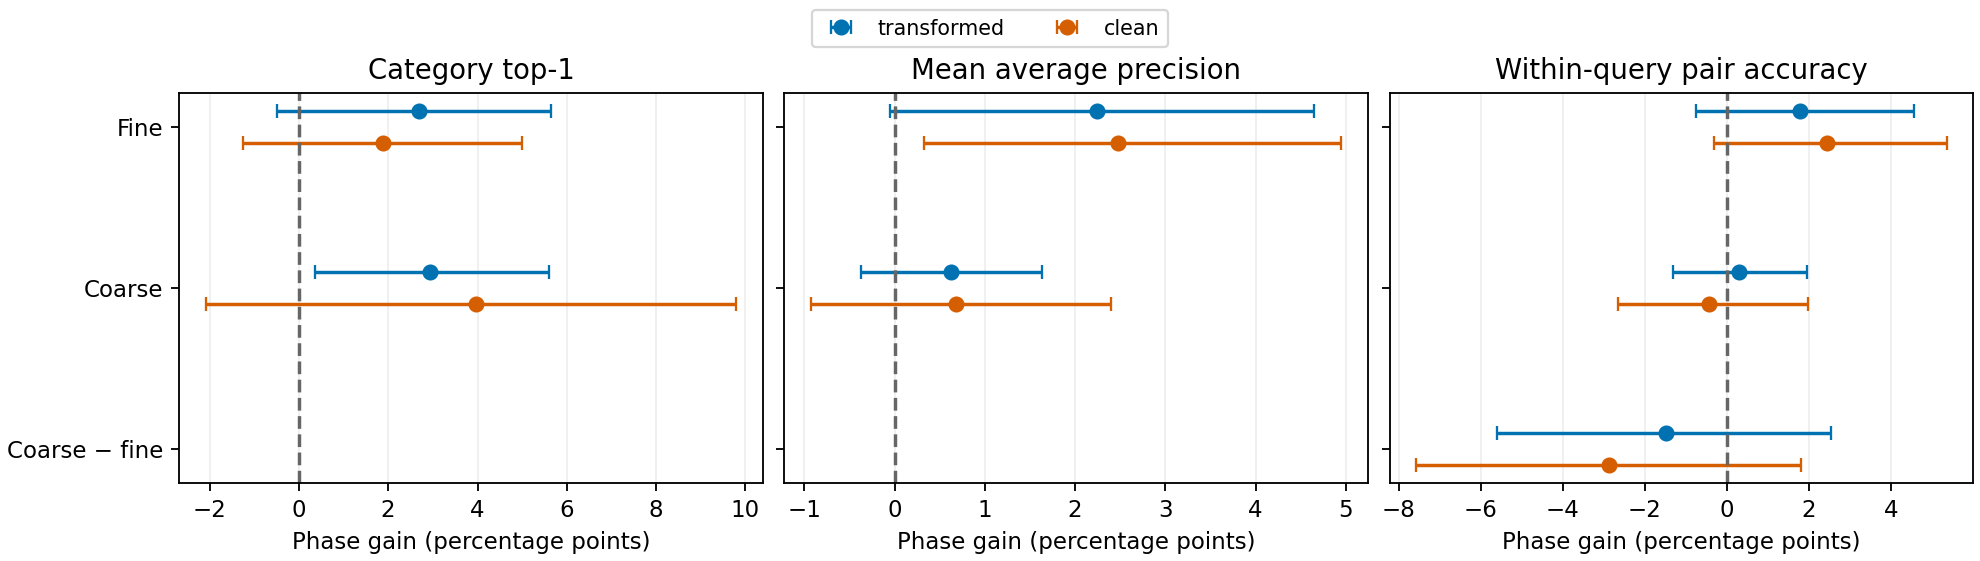 transformed clean
Category top-1 Mean average precision Within-query pair accuracy
Fine
Coarse
Coarse − fine
−2 0 2 4 6 8 10 −1 0 1 2 3 4 5 −8 −6 −4 −2 0 2 4
Phase gain (percentage points) Phase gain (percentage points) Phase gain (percentage points)